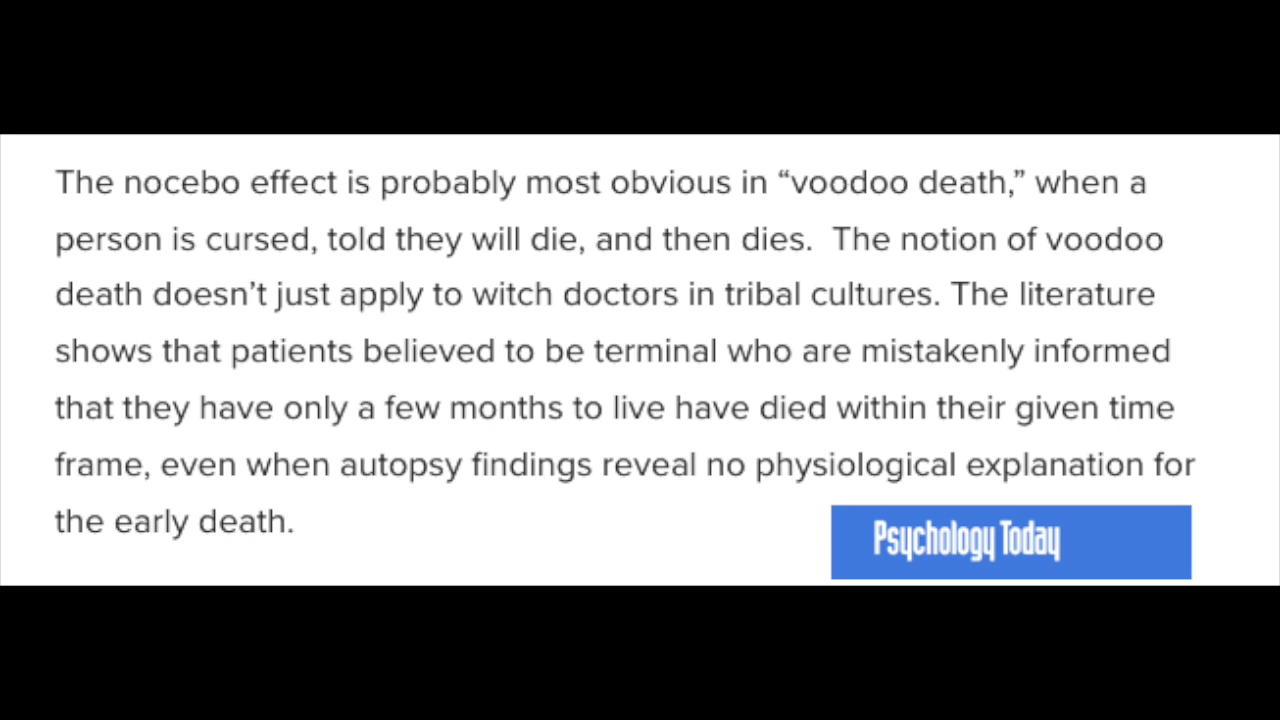 The nocebo effect is probably most obvious in “voodoo death,” when a
person is cursed, told they will die, and then dies.  The notion of voodoo
death doesn’t just apply to witch doctors in tribal cultures. The literature
shows that patients believed to be terminal who are mistakenly informed
that they have only a few months to live have died within their given time
frame, even when autopsy findings reveal no physiological explanation for
the early death.
Psychology Today